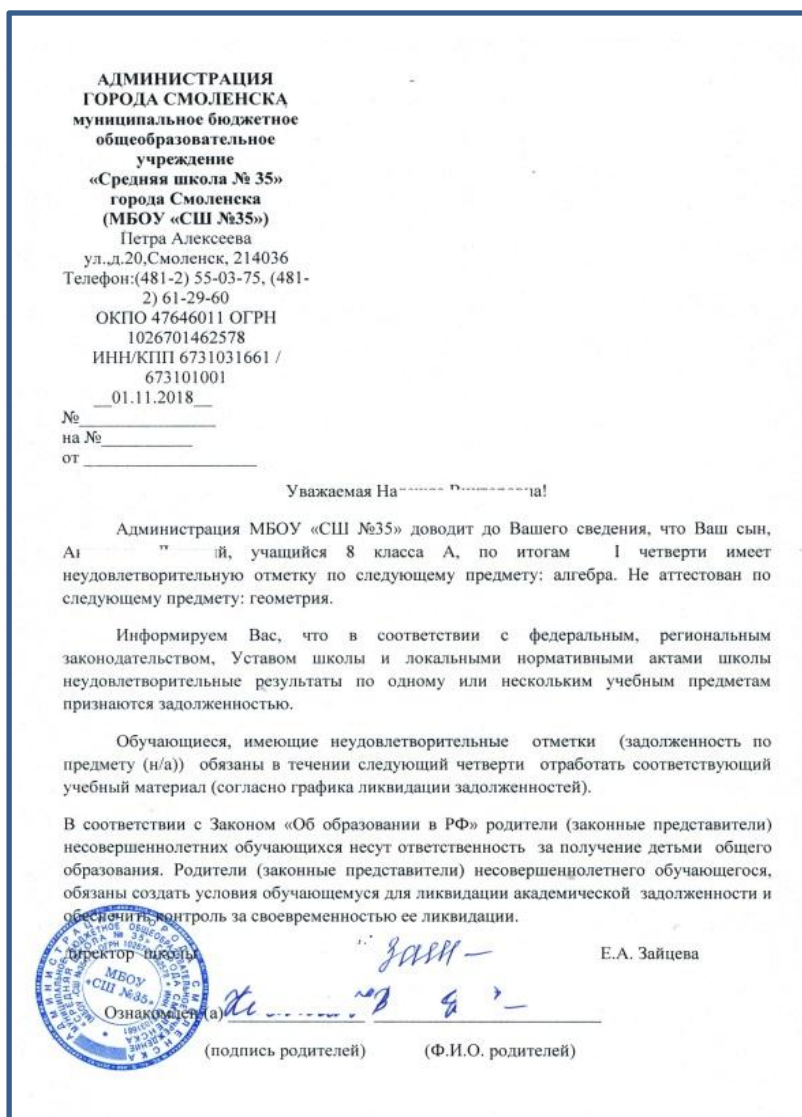 АДМИНИСТРАЦИЯ
ГОРОДА СМОЛЕНСКА
муниципальное бюджетное
общеобразовательное
учреждение
«Средняя школа № 35»
города Смоленска
(МБОУ «СШ №35»)
Петра Алексеева
ул.,д.20,Смоленск, 214036
Телефон:(481-2) 55-03-75, (481-
2) 61-29-60
ОКПО 47646011 ОГРН
1026701462578
ИНН/КПП 6731031661 /
673101001
__01.11.2018__
№_________________
на №___________
от _____________________
Уважаемая
Администрация МБОУ «СШ №35» доводит до Вашего сведения, что Ваш сын,
учащийся 8 класса А, по итогам I четверти имеет
неудовлетворительную отметку по следующему предмету: алгебра. Не аттестован по
следующему предмету: геометрия.
Информируем Вас, что в соответствии с федеральным, региональным
законодательством, Уставом школы и локальными нормативными актами школы
неудовлетворительные результаты по одному или нескольким учебным предметам
признаются задолженностью.
Обучающиеся, имеющие неудовлетворительные отметки (задолженность по
предмету (н/а)) обязаны в течении следующий четверти отработать соответствующий
учебный материал (согласно графика ликвидации задолженностей).
В соответствии с Законом «Об образовании в РФ» родители (законные представители)
несовершеннолетних обучающихся несут ответственность за получение детьми общего
образования. Родители (законные представители) несовершеннолетнего обучающегося,
обязаны создать условия обучающемуся для ликвидации академической задолженности и
обеспечить контроль за своевременностью ее ликвидации.
директор школы Е.А. Зайцева
МБОУ
«СШ №35»
Ознакомлен(а)
(подпись родителей) (Ф.И.О. родителей)